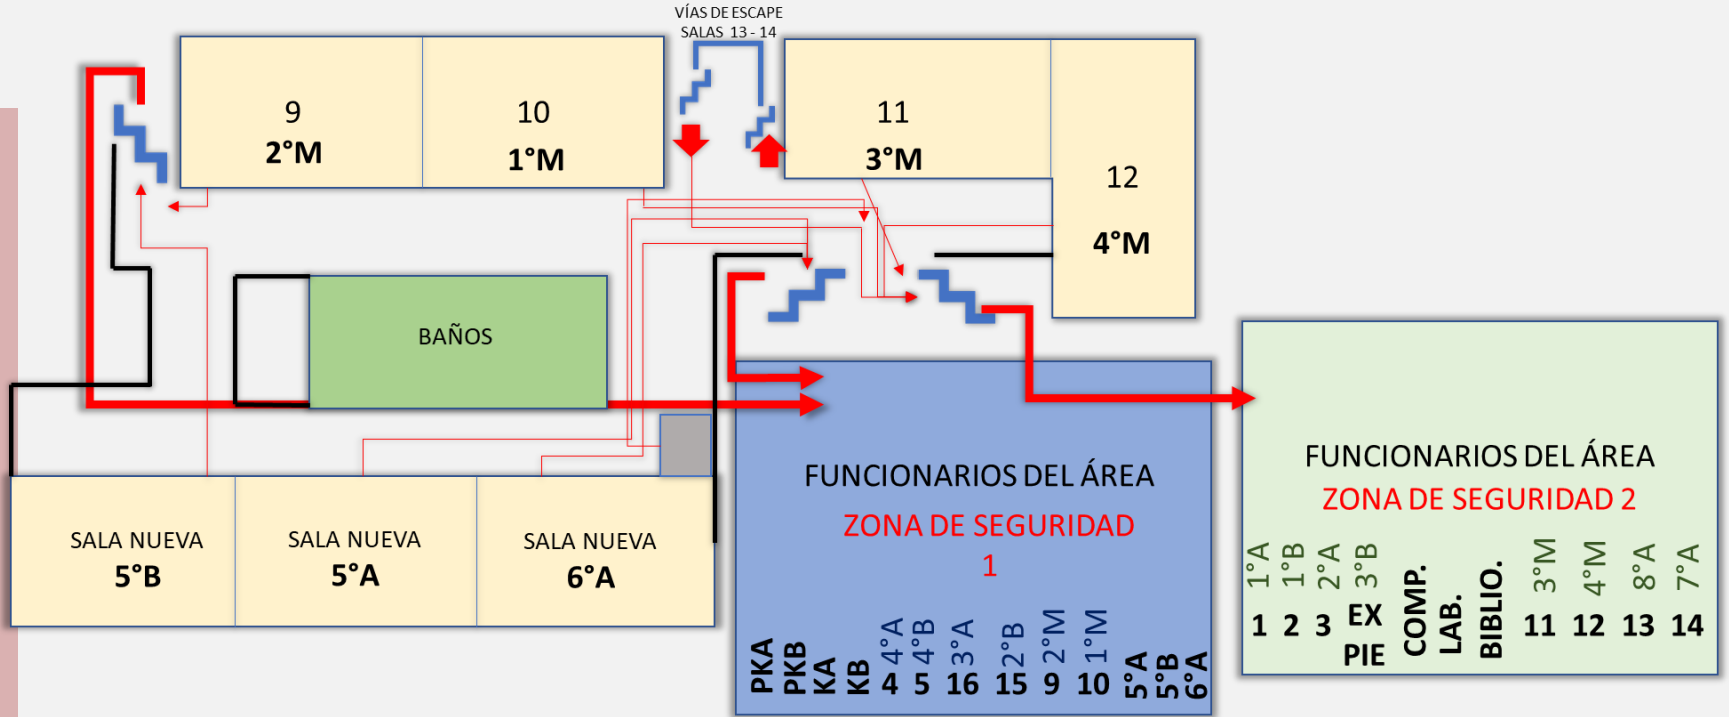 VÍAS DE ESCAPE
SALAS 13 - 14
9
2°M
10
1°M
11
3°M
12
4°M
BAÑOS
SALA NUEVA
5°B
SALA NUEVA
5°A
SALA NUEVA
6°A
FUNCIONARIOS DEL ÁREA
ZONA DE SEGURIDAD
1
PKA
PKB
KA
KB
4 4°A
5 4°B
16 3°A
15 2°B
9 2°M
10 1°M
5°A
5°B
6°A
FUNCIONARIOS DEL ÁREA
ZONA DE SEGURIDAD 2
1 1°A
2 1°B
3 2°A
EX PIE 3°B
COMP.
LAB.
BIBLIO.
11 3°M
12 4°M
13 8°A
14 7°A